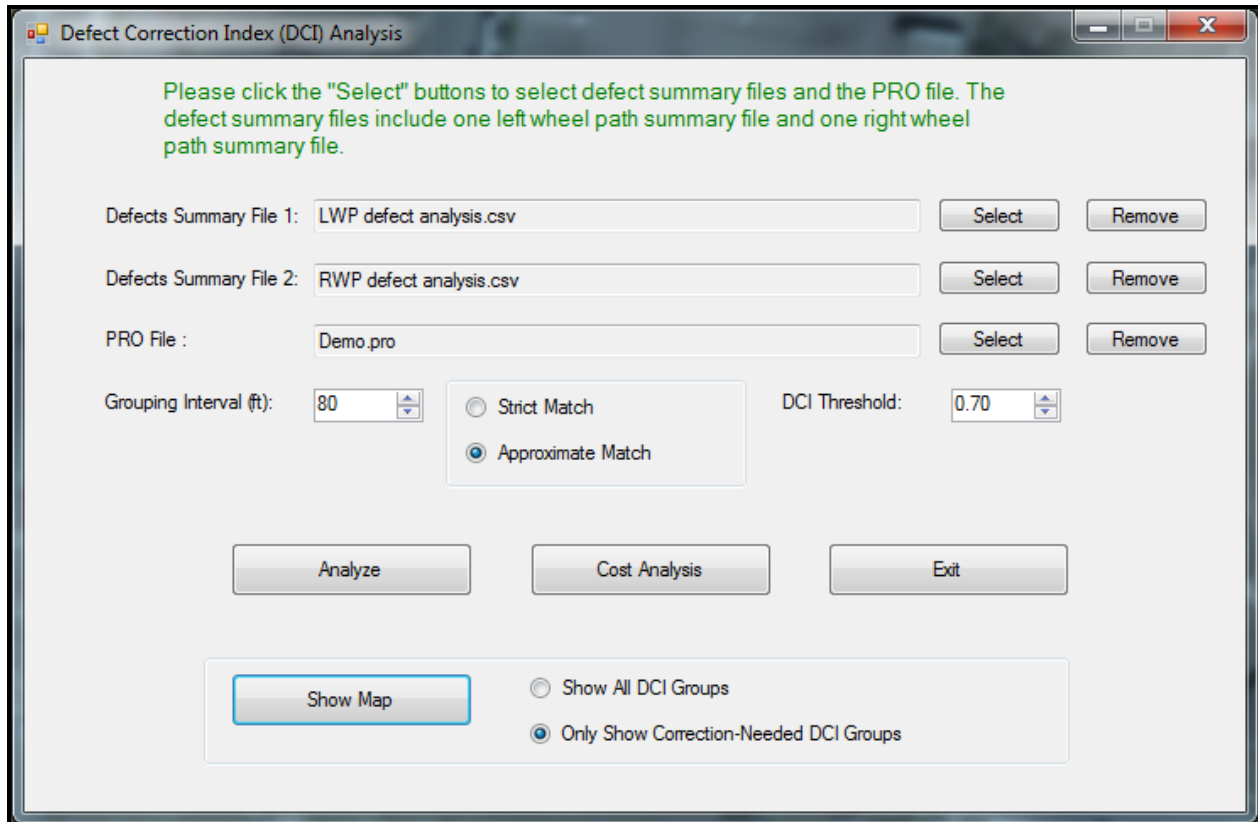 Defect Correction Index (DCI) Analysis
Please click the "Select" buttons to select defect summary files and the PRO file. The
defect summary files include one left wheel path summary file and one right wheel
path summary file.
Defects Summary File 1: LWP defect analysis.csv Select Remove
Defects Summary File 2: RWP defect analysis.csv Select Remove
PRO File : Demo.pro Select Remove
Grouping Interval (ft): 80 Strict Match DCI Threshold: 0.70
Approximate Match
Analyze Cost Analysis Exit
Show Map Show All DCI Groups
Only Show Correction-Needed DCI Groups